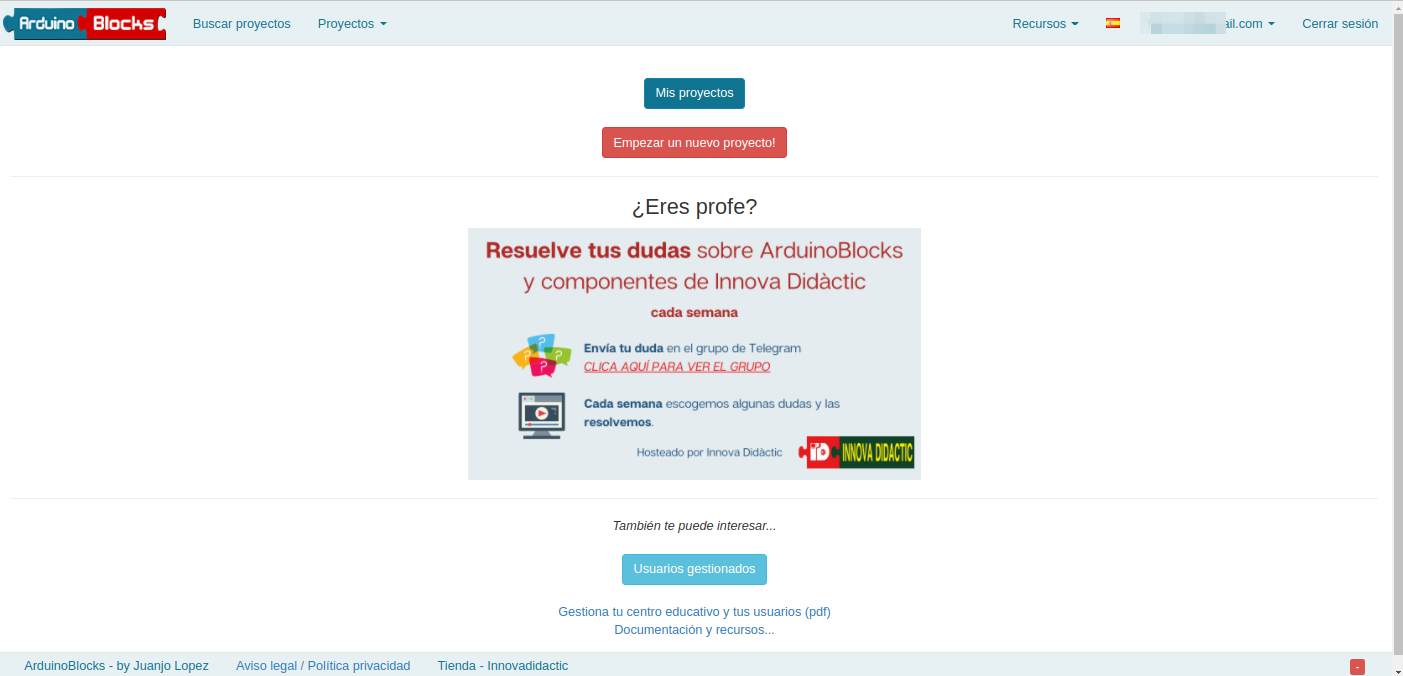 Arduino Blocks Buscar proyectos Proyectos Recursos ail.com Cerrar sesión
Mis proyectos
Empezar un nuevo proyecto!
¿Eres profe?
Resuelve tus dudas sobre ArduinoBlocks
y componentes de Innova Didàctic
cada semana
Envía tu duda en el grupo de Telegram
CLICA AQUÍ PARA VER EL GRUPO
Cada semana escogemos algunas dudas y las
resolvemos.
Hosteado por Innova Didàctic iD INNOVA DIDACTIC
También te puede interesar...
Usuarios gestionados
Gestiona tu centro educativo y tus usuarios (pdf)
Documentación y recursos...
ArduinoBlocks - by Juanjo Lopez Aviso legal / Política privacidad Tienda - Innovadidactic -